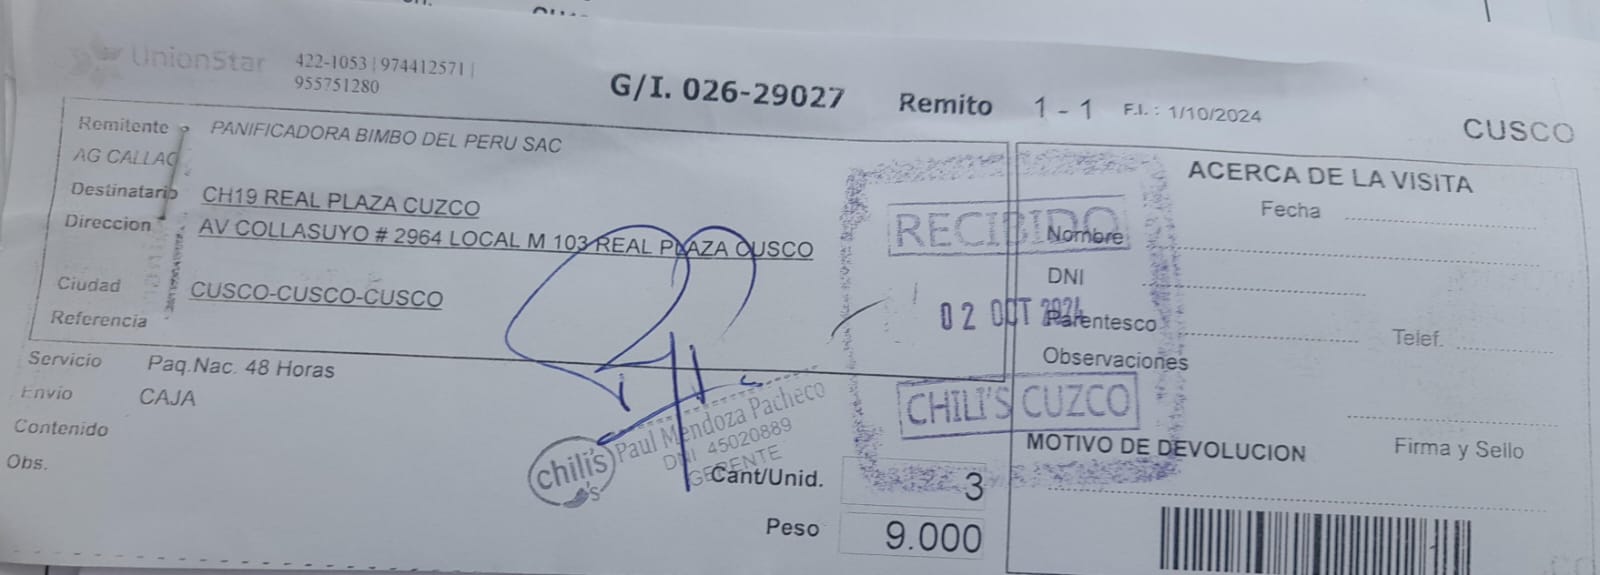 UnionStar
422-1053 | 974412571 |
955751280
G/I. 026-29027
Remito
1 - 1
F.I. : 1/10/2024
CUSCO
Remitente PANIFICADORA BIMBO DEL PERU SAC
AG CALLAO
Destinatario CH19 REAL PLAZA CUZCO
Direccion AV COLLASUYO # 2964 LOCAL M 103 REAL PLAZA CUSCO
Ciudad CUSCO-CUSCO-CUSCO
Referencia
Servicio Paq.Nac. 48 Horas
Envio CAJA
Contenido
Obs.
RECIBIDO
02 OCT 2024
CHILI'S CUZCO
chili's
Paul Mendoza Pacheco
DNI 45020889
GERENTE
Cant/Unid. 3
Peso 9.000
ACERCA DE LA VISITA
Fecha
Nombre
DNI
Parentesco
Telef.
Observaciones
MOTIVO DE DEVOLUCION
Firma y Sello